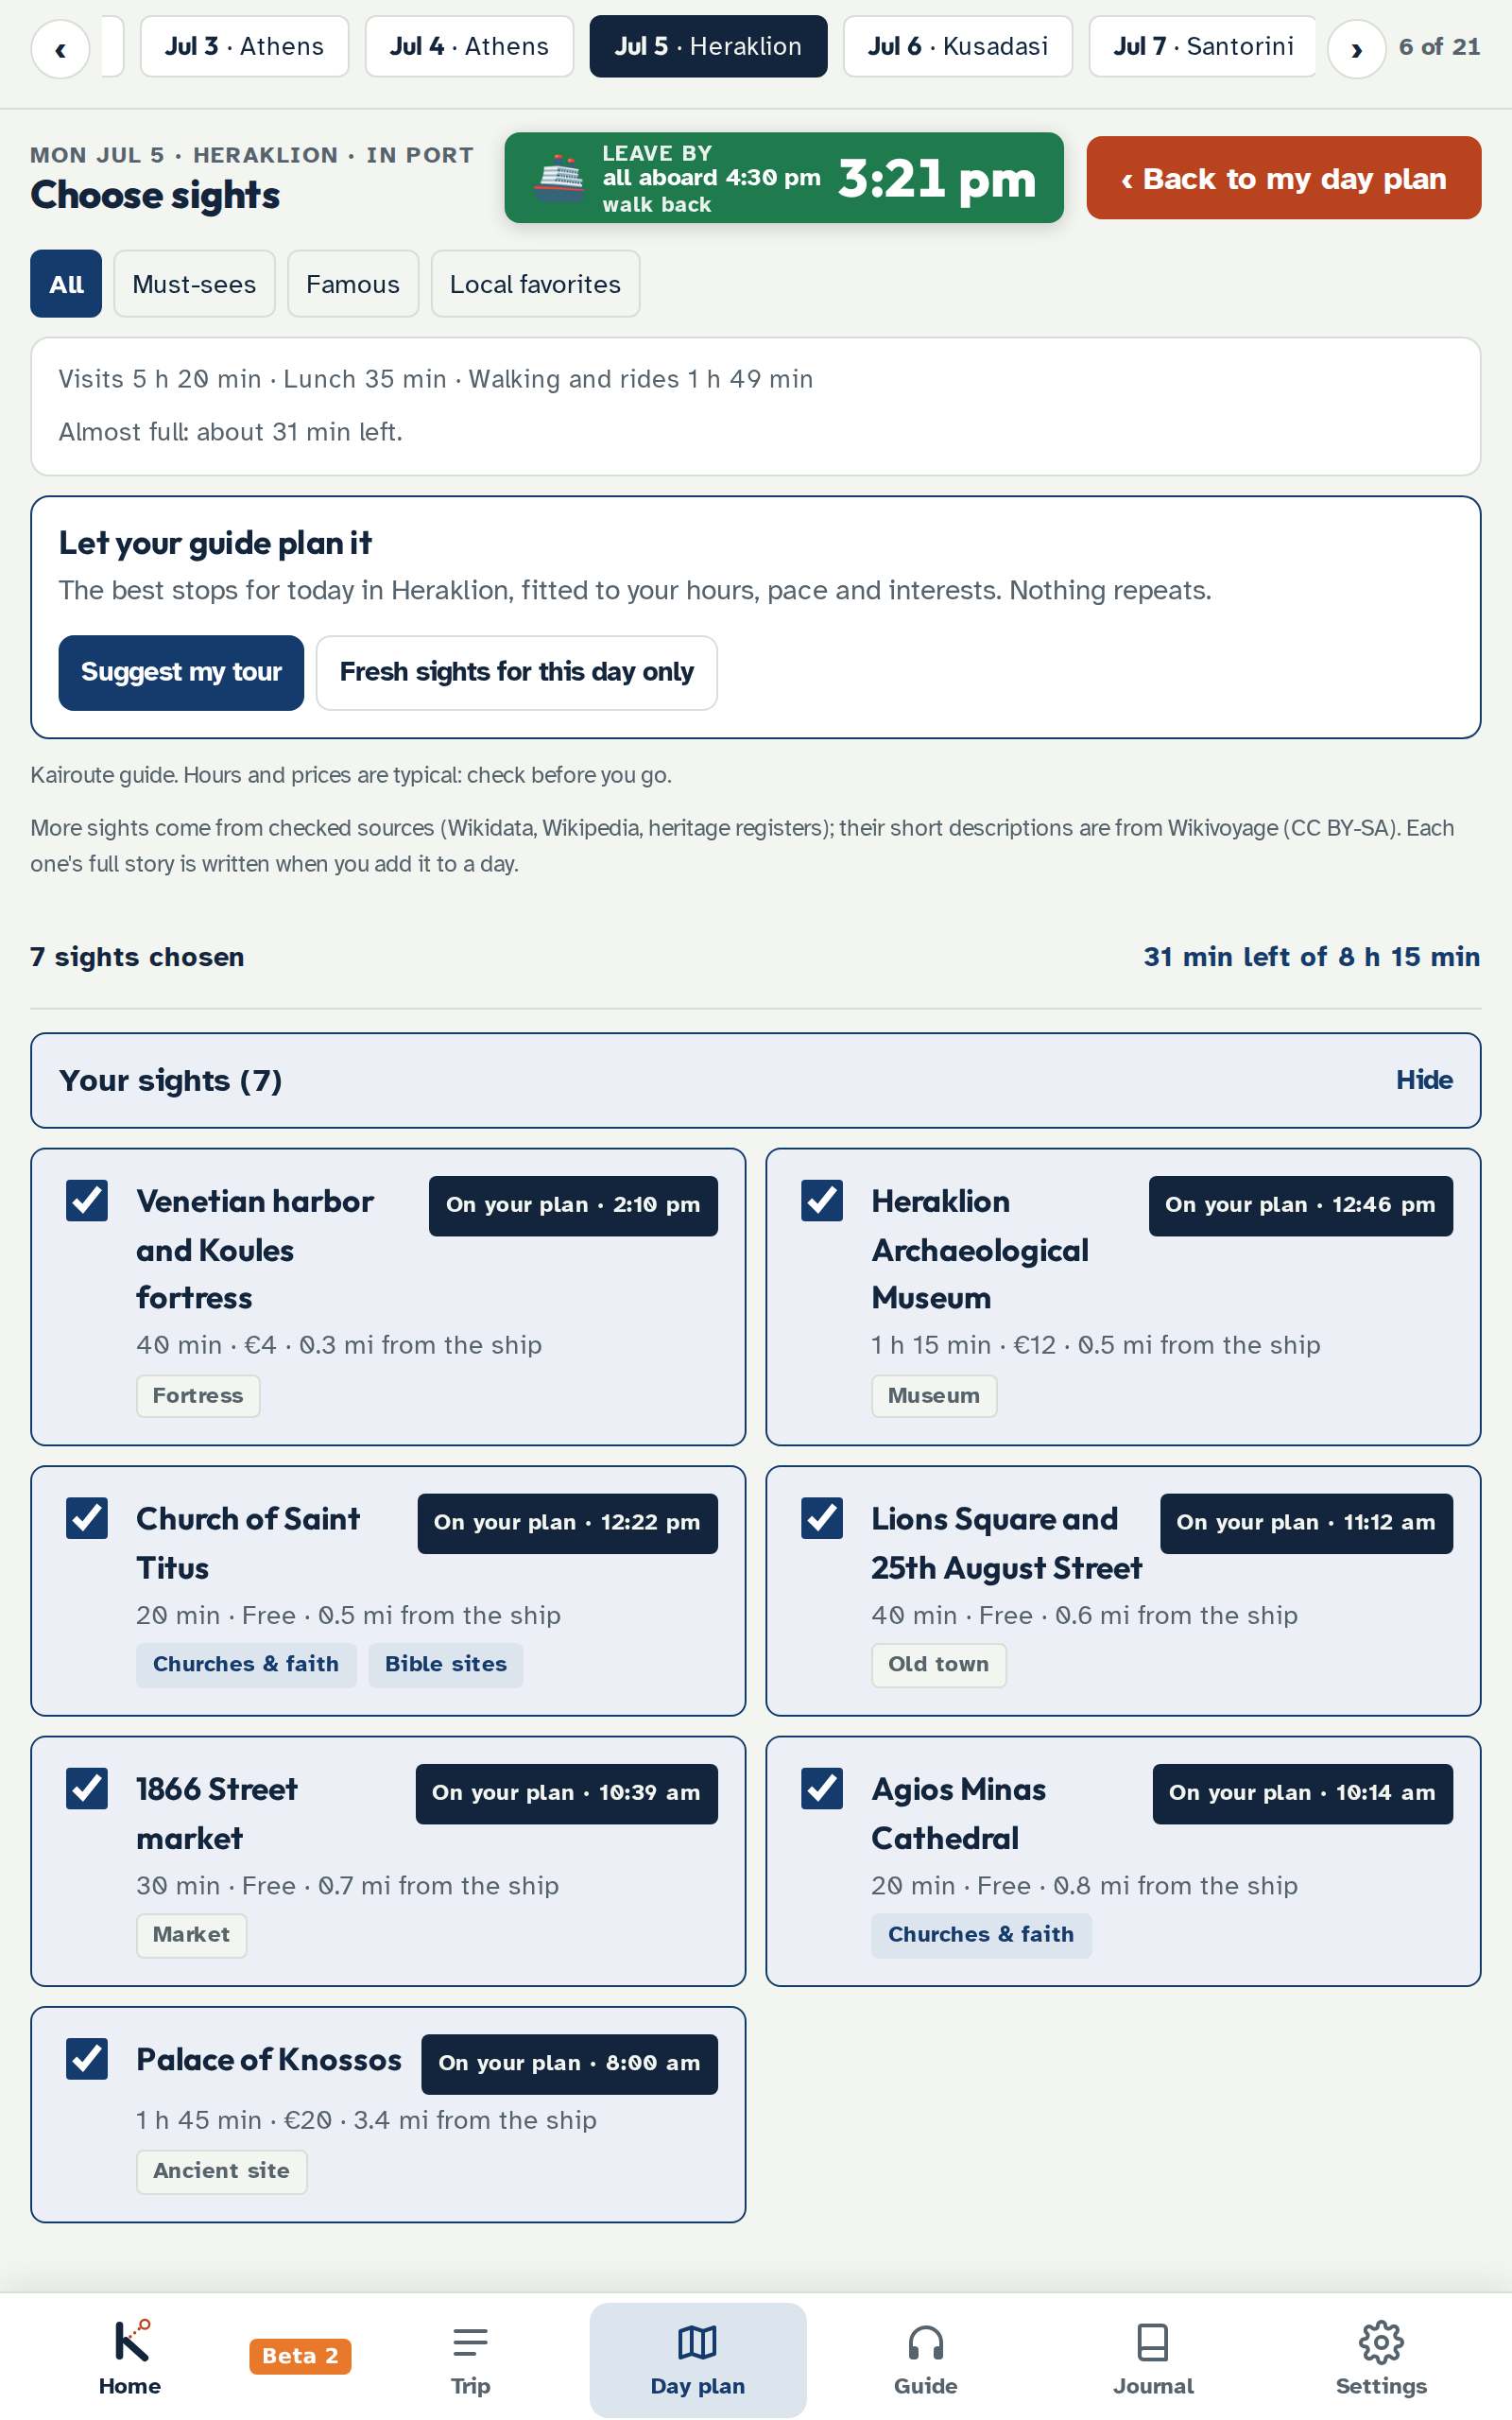 ‹
Jul 3 · Athens
Jul 4 · Athens
Jul 5 · Heraklion
Jul 6 · Kusadasi
Jul 7 · Santorini
›
6 of 21
MON JUL 5 · HERAKLION · IN PORT
Choose sights
LEAVE BY
all aboard 4:30 pm
walk back
3:21 pm
‹ Back to my day plan
All
Must-sees
Famous
Local favorites
Visits 5 h 20 min · Lunch 35 min · Walking and rides 1 h 49 min
Almost full: about 31 min left.
Let your guide plan it
The best stops for today in Heraklion, fitted to your hours, pace and interests. Nothing repeats.
Suggest my tour
Fresh sights for this day only
Kairoute guide. Hours and prices are typical: check before you go.
More sights come from checked sources (Wikidata, Wikipedia, heritage registers); their short descriptions are from Wikivoyage (CC BY-SA). Each
one's full story is written when you add it to a day.
7 sights chosen
31 min left of 8 h 15 min
Your sights (7)
Hide
Venetian harbor
and Koules
fortress
On your plan · 2:10 pm
40 min · €4 · 0.3 mi from the ship
Fortress
Heraklion
Archaeological
Museum
On your plan · 12:46 pm
1 h 15 min · €12 · 0.5 mi from the ship
Museum
Church of Saint
Titus
On your plan · 12:22 pm
20 min · Free · 0.5 mi from the ship
Churches & faith
Bible sites
Lions Square and
25th August Street
On your plan · 11:12 am
40 min · Free · 0.6 mi from the ship
Old town
1866 Street
market
On your plan · 10:39 am
30 min · Free · 0.7 mi from the ship
Market
Agios Minas
Cathedral
On your plan · 10:14 am
20 min · Free · 0.8 mi from the ship
Churches & faith
Palace of Knossos
On your plan · 8:00 am
1 h 45 min · €20 · 3.4 mi from the ship
Ancient site
Home
Beta 2
Trip
Day plan
Guide
Journal
Settings